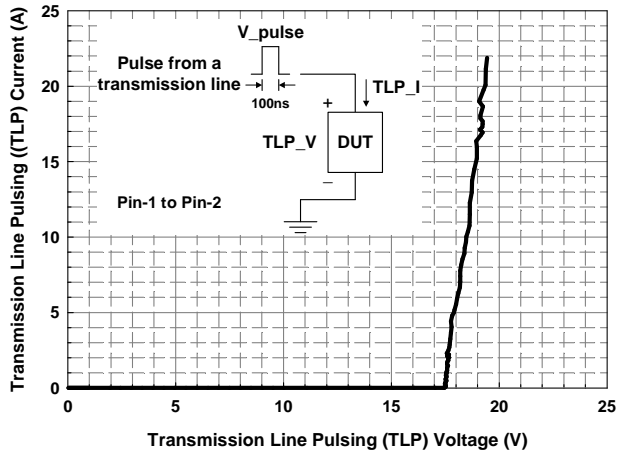 Transmission Line Pulsing ((TLP) Current (A)
25
20
15
10
5
0
V_pulse
Pulse from a
transmission line
100ns
TLP_I
+
TLP_V
DUT
–
Pin-1 to Pin-2
0
5
10
15
20
25
Transmission Line Pulsing (TLP) Voltage (V)